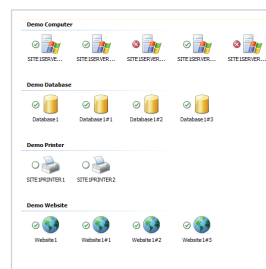 Demo Computer
SITE1SERVER... SITE1SERVER... SITE1SERVER... SITE1SERVER... SITE1SERVER...
Demo Database
Database1 Database1#1 Database1#2 Database1#3
Demo Printer
SITE1PRINTER1 SITE1PRINTER2
Demo Website
Website1 Website1#1 Website1#2 Website1#3